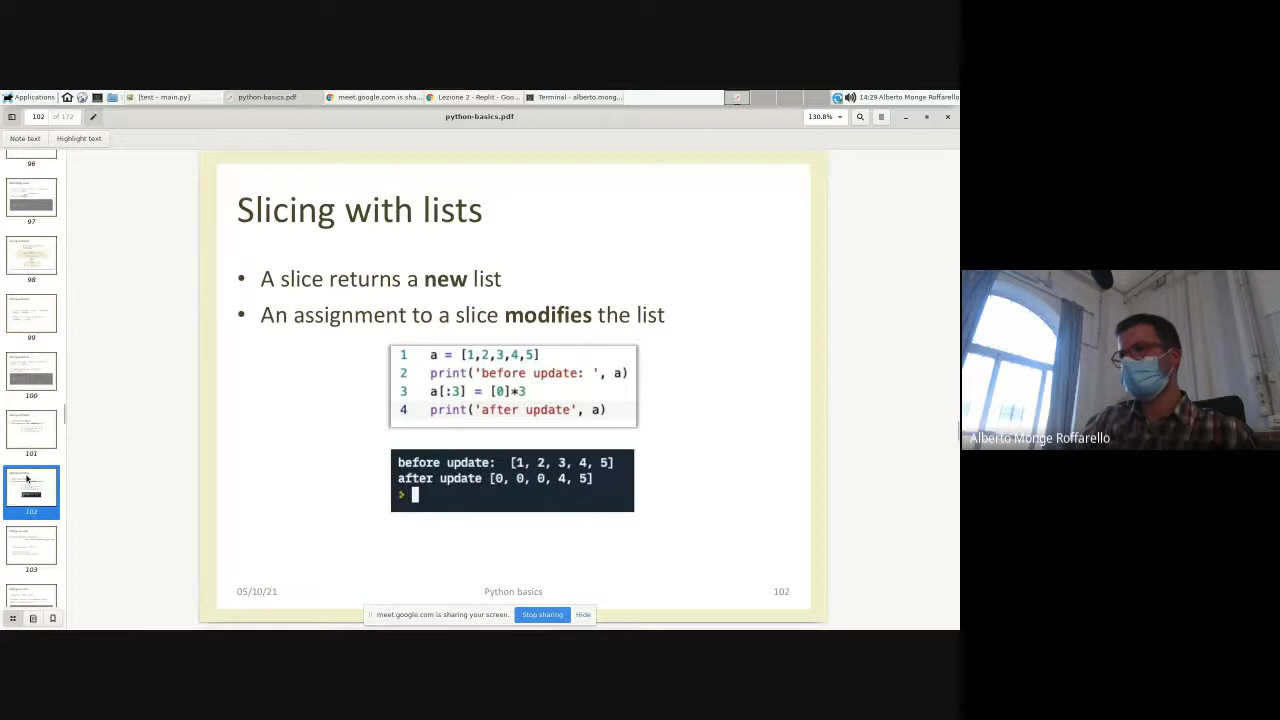 Applications
[test – main.py]
python-basics.pdf
meet.google.com is sha...
Lezione 2 - Replit - Goo...
Terminal - alberto.mong...
14:29 Alberto Monge Roffarello
102 of 172
python-basics.pdf
130.8%
Note text
Highlight text
96
97
98
99
100
101
102
103
Slicing with lists
• A slice returns a new list
• An assignment to a slice modifies the list
1 a = [1,2,3,4,5]
2 print('before update: ', a)
3 a[:3] = [0]*3
4 print('after update', a)
before update:  [1, 2, 3, 4, 5]
after update [0, 0, 0, 4, 5]
05/10/21
Python basics
102
meet.google.com is sharing your screen.
Stop sharing
Hide
Alberto Monge Roffarello